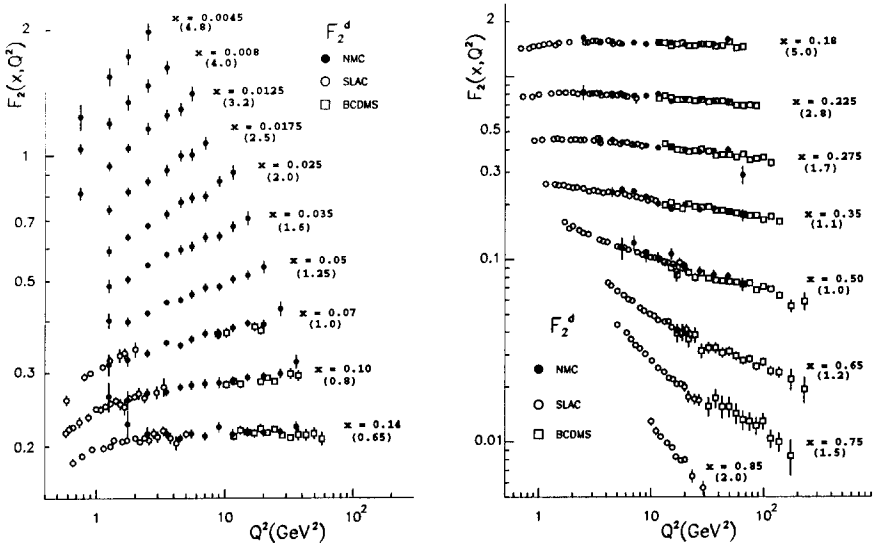 F₂(x,Q²)
2
1
0.7
0.5
0.3
0.2
1
10
10²
Q²(GeV²)
F₂ᵈ
● NMC
○ SLAC
□ BCDMS
x = 0.0045
(4.8)
x = 0.008
(4.0)
x = 0.0125
(3.2)
x = 0.0175
(2.5)
x = 0.025
(2.0)
x = 0.035
(1.6)
x = 0.05
(1.25)
x = 0.07
(1.0)
x = 0.10
(0.8)
x = 0.14
(0.65)
F₂(x,Q²)
1
0.5
0.3
0.2
0.1
0.01
1
10
10²
Q²(GeV²)
x = 0.18
(5.0)
x = 0.225
(2.8)
x = 0.275
(1.7)
x = 0.35
(1.1)
x = 0.50
(1.0)
x = 0.65
(1.2)
x = 0.75
(1.5)
x = 0.85
(2.0)
F₂ᵈ
● NMC
○ SLAC
□ BCDMS